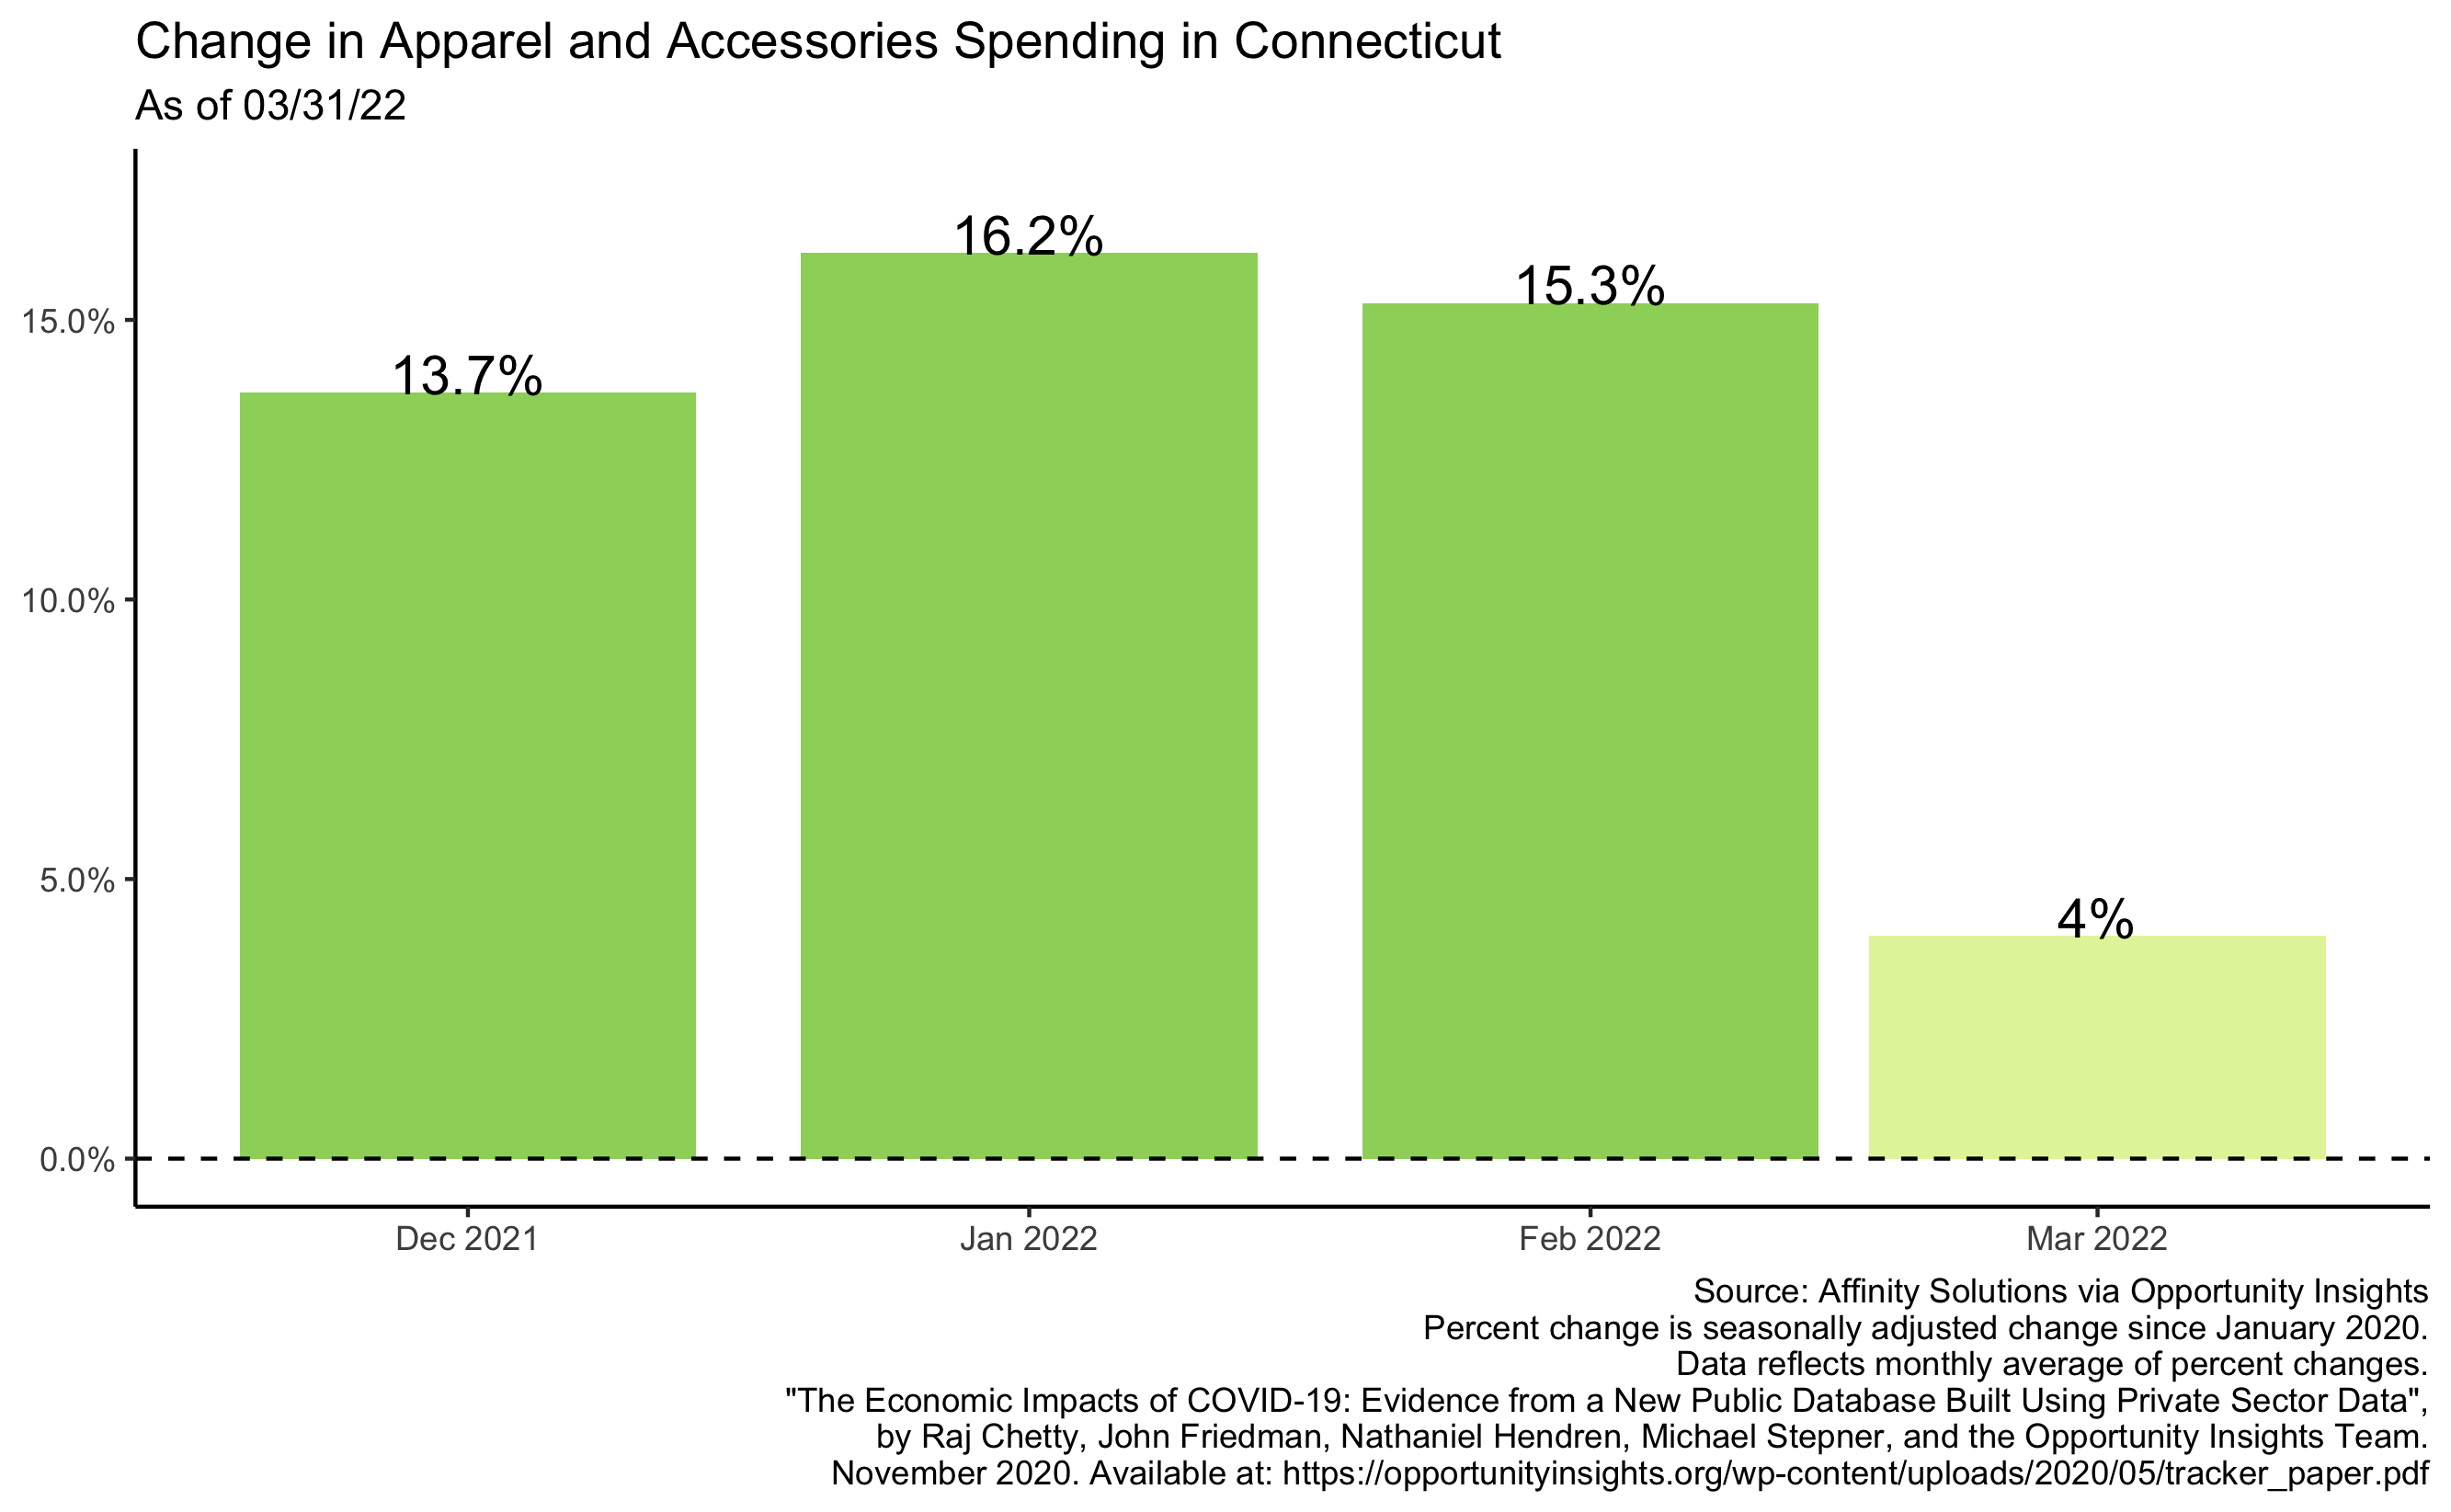 Change in Apparel and Accessories Spending in Connecticut
As of 03/31/22
16.2%
15.3%
15.0%
13.7%
10.0%
5.0%
4%
0.0%
Dec 2021 Jan 2022 Feb 2022 Mar 2022
Source: Affinity Solutions via Opportunity Insights
Percent change is seasonally adjusted change since January 2020.
Data reflects monthly average of percent changes.
"The Economic Impacts of COVID-19: Evidence from a New Public Database Built Using Private Sector Data",
by Raj Chetty, John Friedman, Nathaniel Hendren, Michael Stepner, and the Opportunity Insights Team.
November 2020. Available at: https://opportunityinsights.org/wp-content/uploads/2020/05/tracker_paper.pdf